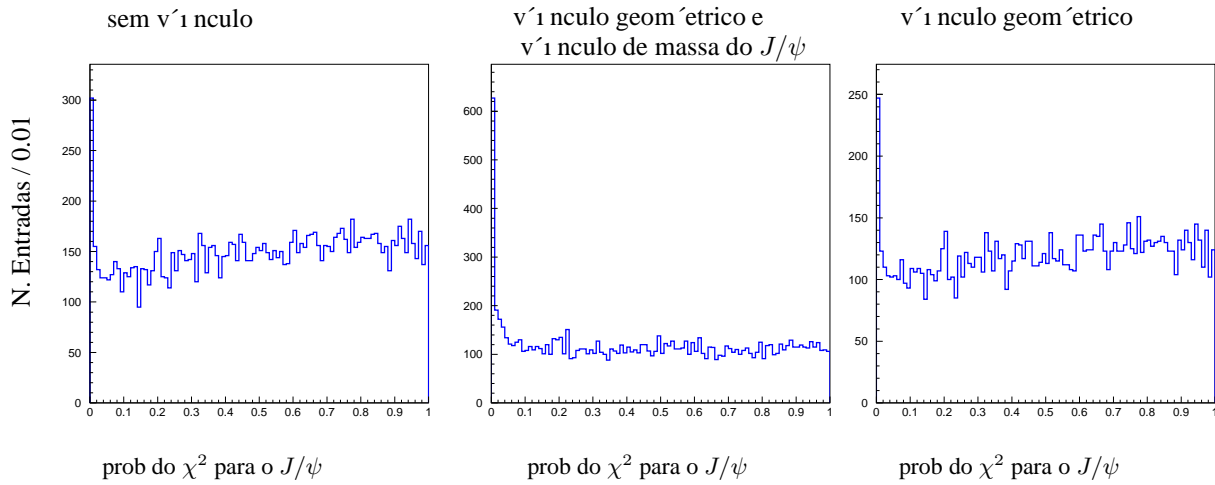 sem v´ı nculo
v´ı nculo geom´etrico e
v´ı nculo de massa do J/ψ
v´ı nculo geom´etrico
N. Entradas / 0.01
300
250
200
150
100
50
0
0 0.1 0.2 0.3 0.4 0.5 0.6 0.7 0.8 0.9 1
600
500
400
300
200
100
0
0 0.1 0.2 0.3 0.4 0.5 0.6 0.7 0.8 0.9 1
250
200
150
100
50
0
0 0.1 0.2 0.3 0.4 0.5 0.6 0.7 0.8 0.9 1
prob do χ² para o J/ψ
prob do χ² para o J/ψ
prob do χ² para o J/ψ